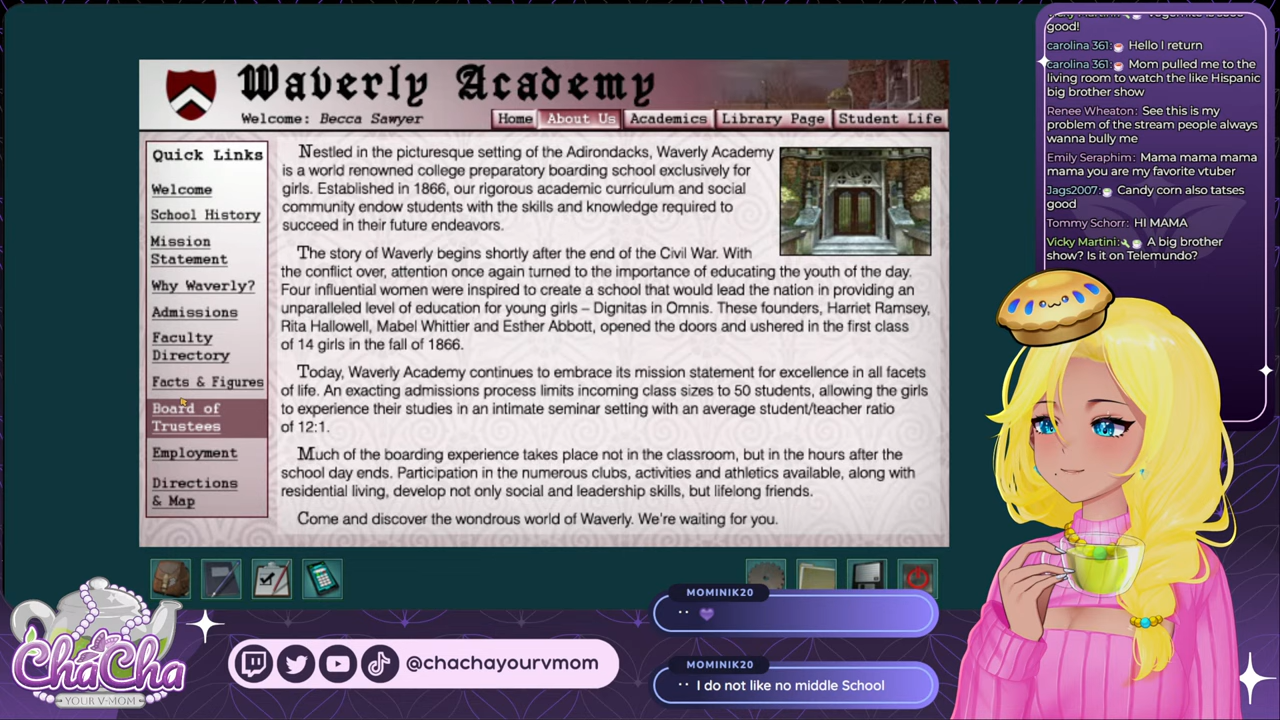 Waverly Academy
Welcome: Becca Sawyer
Home
About Us
Academics
Library Page
Student Life
Quick Links
Welcome
School History
Mission
Statement
Why Waverly?
Admissions
Faculty
Directory
Facts & Figures
Board of
Trustees
Employment
Directions
& Map
Nestled in the picturesque setting of the Adirondacks, Waverly Academy
is a world renowned college preparatory boarding school exclusively for
girls. Established in 1866, our rigorous academic curriculum and social
community endow students with the skills and knowledge required to
succeed in their future endeavors.
The story of Waverly begins shortly after the end of the Civil War. With
the conflict over, attention once again turned to the importance of educating the youth of the day.
Four influential women were inspired to create a school that would lead the nation in providing an
unparalleled level of education for young girls – Dignitas in Omnis. These founders, Harriet Ramsey,
Rita Hallowell, Mabel Whittier and Esther Abbott, opened the doors and ushered in the first class
of 14 girls in the fall of 1866.
Today, Waverly Academy continues to embrace its mission statement for excellence in all facets
of life. An exacting admissions process limits incoming class sizes to 50 students, allowing the girls
to experience their studies in an intimate seminar setting with an average student/teacher ratio
of 12:1.
Much of the boarding experience takes place not in the classroom, but in the hours after the
school day ends. Participation in the numerous clubs, activities and athletics available, along with
residential living, develop not only social and leadership skills, but lifelong friends.
Come and discover the wondrous world of Waverly. We're waiting for you.
good!
carolina 361: Hello I return
carolina 361: Mom pulled me to the
living room to watch the like Hispanic
big brother show
Renee Wheaton: See this is my
problem of the stream people always
wanna bully me
Emily Seraphim: Mama mama mama
mama you are my favorite vtuber
Jags2007: Candy corn also tatses
good
Tommy Schorr: HI MAMA
Vicky Martini: A big brother
show? Is it on Telemundo?
MOMINIK20
··
MOMINIK20
·· I do not like no middle School
ChaCha
YOUR V-MOM
@chachayourvmom